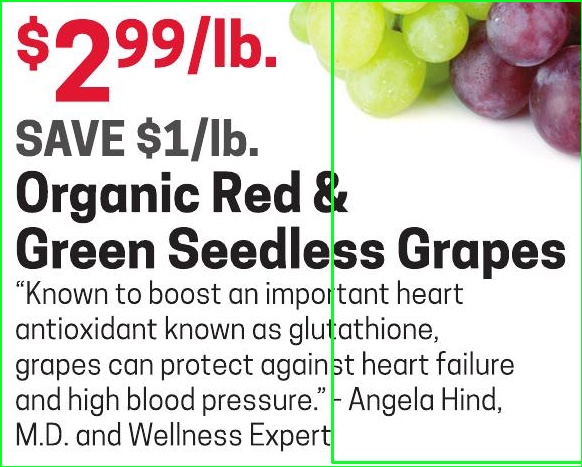 $2.99/lb.
SAVE $1/lb.
Organic Red &
Green Seedless Grapes
“Known to boost an important heart
antioxidant known as glutathione,
grapes can protect against heart failure
and high blood pressure.” - Angela Hind,
M.D. and Wellness Expert